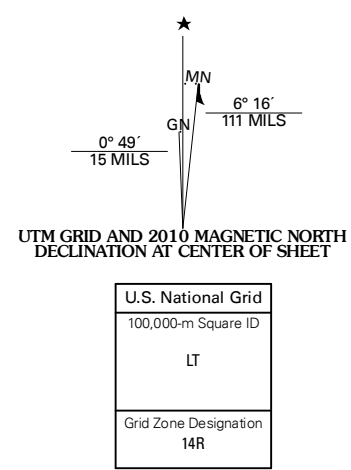 ★
MN
GN
6° 16´
111 MILS
0° 49´
15 MILS
UTM GRID AND 2010 MAGNETIC NORTH
DECLINATION AT CENTER OF SHEET
U.S. National Grid
100,000-m Square ID
LT
Grid Zone Designation
14R